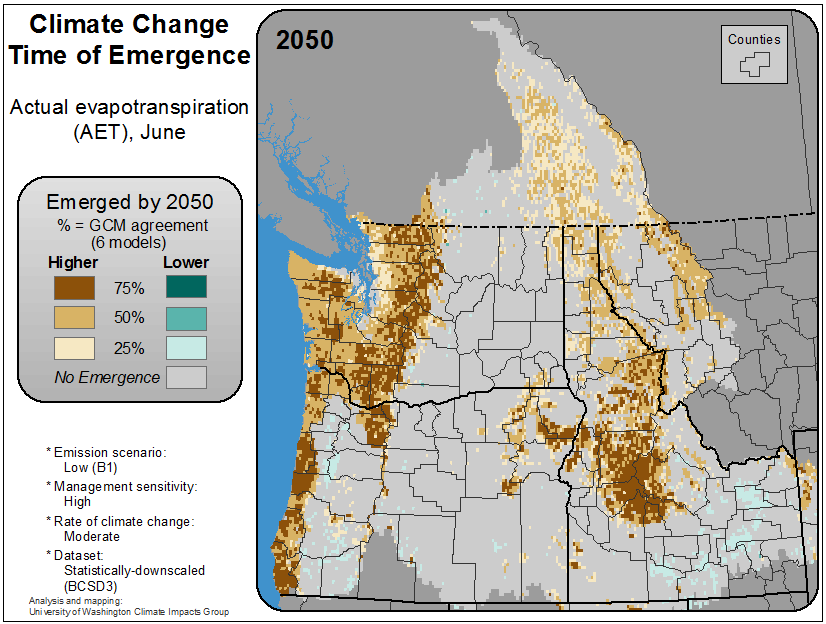 Climate Change
Time of Emergence
Actual evapotranspiration
(AET), June
Emerged by 2050
% = GCM agreement
(6 models)
Higher Lower
75%
50%
25%
No Emergence
* Emission scenario:
Low (B1)
* Management sensitivity:
High
* Rate of climate change:
Moderate
* Dataset:
Statistically-downscaled
(BCSD3)
Analysis and mapping:
University of Washington Climate Impacts Group
2050
Counties